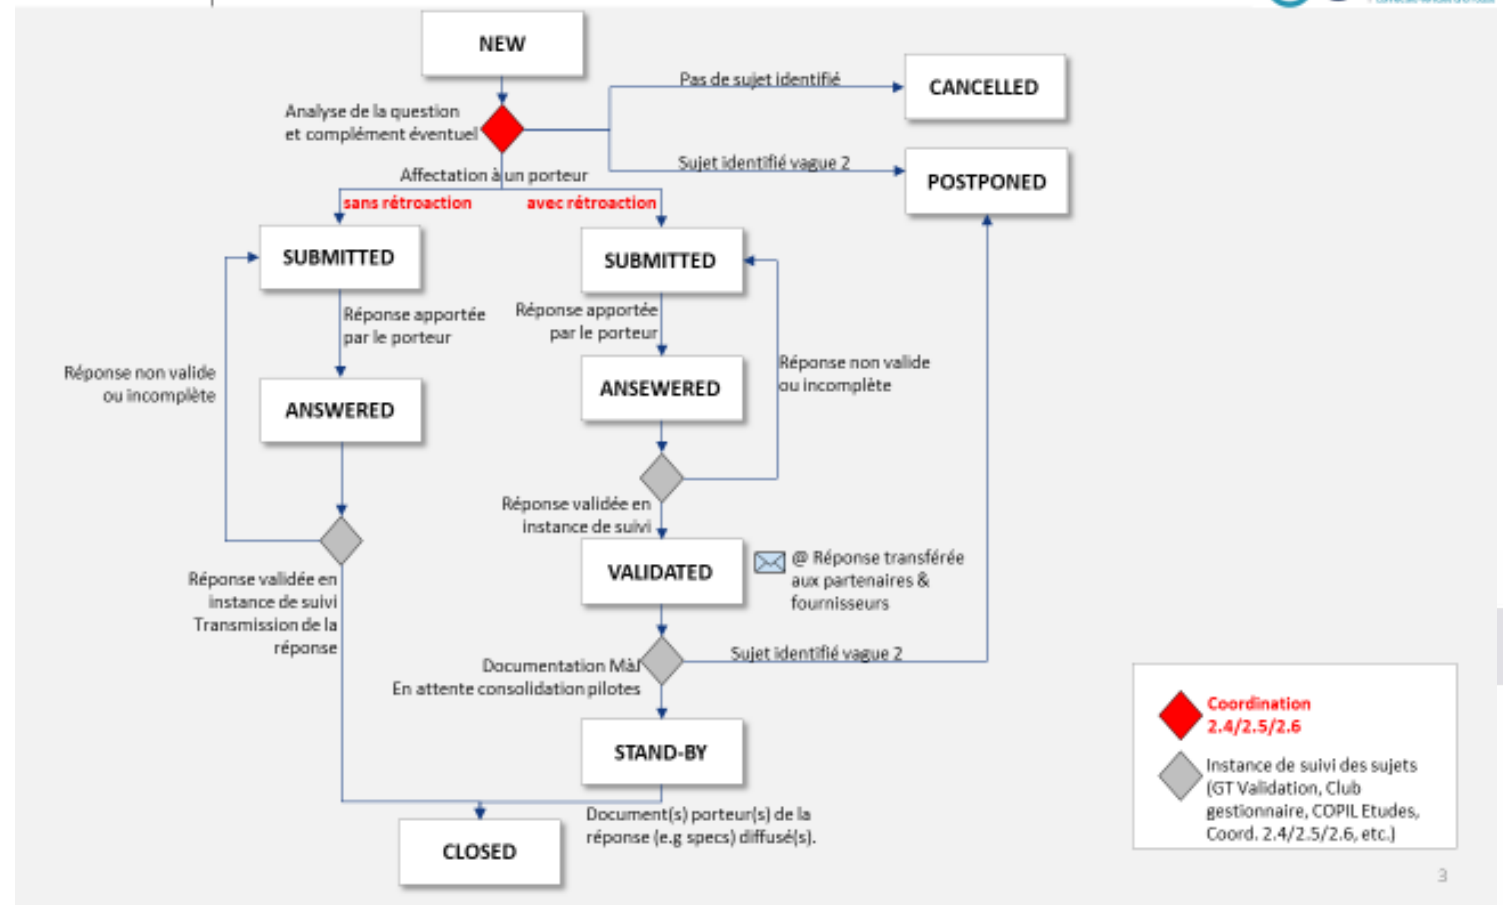 NEW
Pas de sujet identifié
CANCELLED
Analyse de la question
et complément éventuel
Sujet identifié vague 2
POSTPONED
Affectation à un porteur
sans rétroaction
avec rétroaction
SUBMITTED
SUBMITTED
Réponse apportée
par le porteur
Réponse apportée
par le porteur
Réponse non valide
ou incomplète
Réponse non valide
ou incomplète
ANSWERED
ANSEWERED
Réponse validée en
instance de suivi
VALIDATED
@ Réponse transférée
aux partenaires &
fournisseurs
Réponse validée en
instance de suivi
Transmission de la
réponse
Sujet identifié vague 2
Documentation MàJ
En attente consolidation pilotes
STAND-BY
Document(s) porteur(s) de la
réponse (e.g specs) diffusé(s).
CLOSED
Coordination
2.4/2.5/2.6
Instance de suivi des sujets
(GT Validation, Club
gestionnaire, COPIL Etudes,
Coord. 2.4/2.5/2.6, etc.)
3